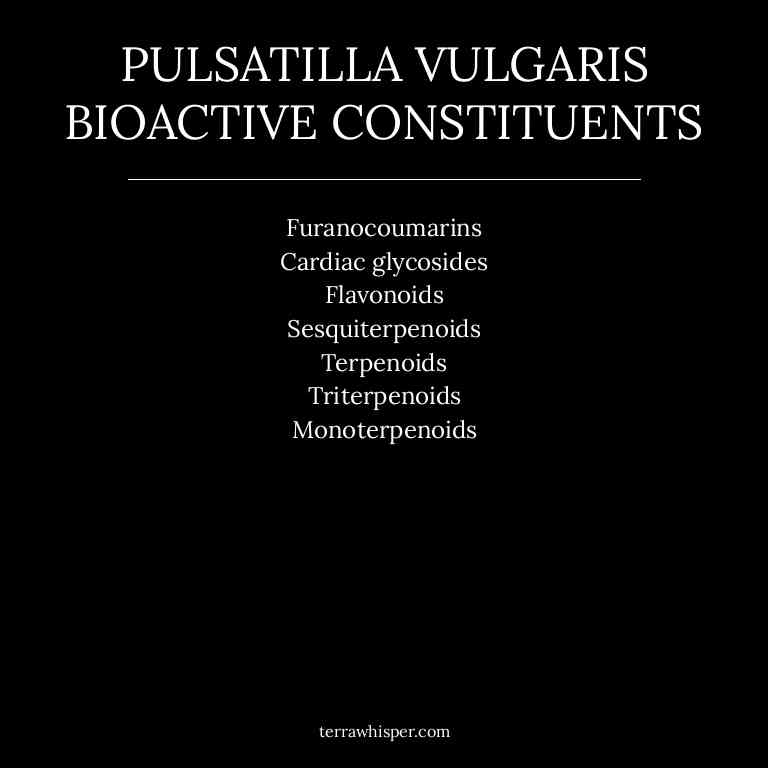 PULSATILLA VULGARIS
BIOACTIVE CONSTITUENTS
Furanocoumarins
Cardiac glycosides
Flavonoids
Sesquiterpenoids
Terpenoids
Triterpenoids
Monoterpenoids
terrawhisper.com